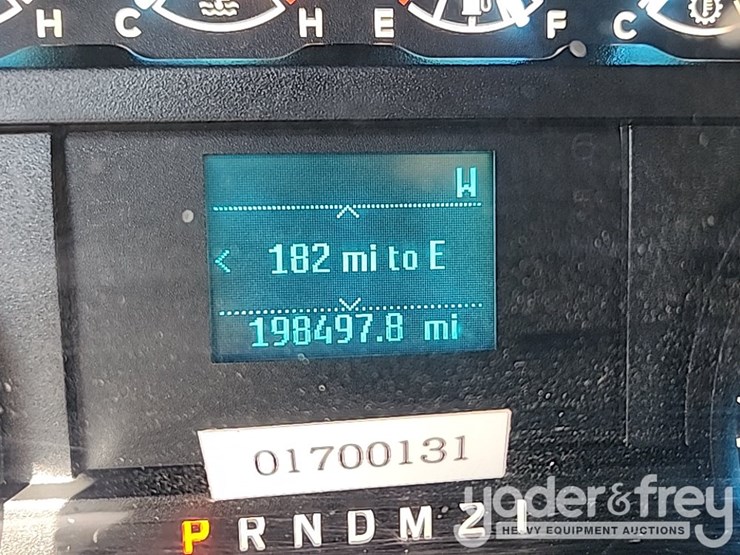 H C H E F C
W
182 mi to E
198497.8 mi
01700131
P R N D M 2 1
yoder&frey
HEAVY EQUIPMENT AUCTIONS